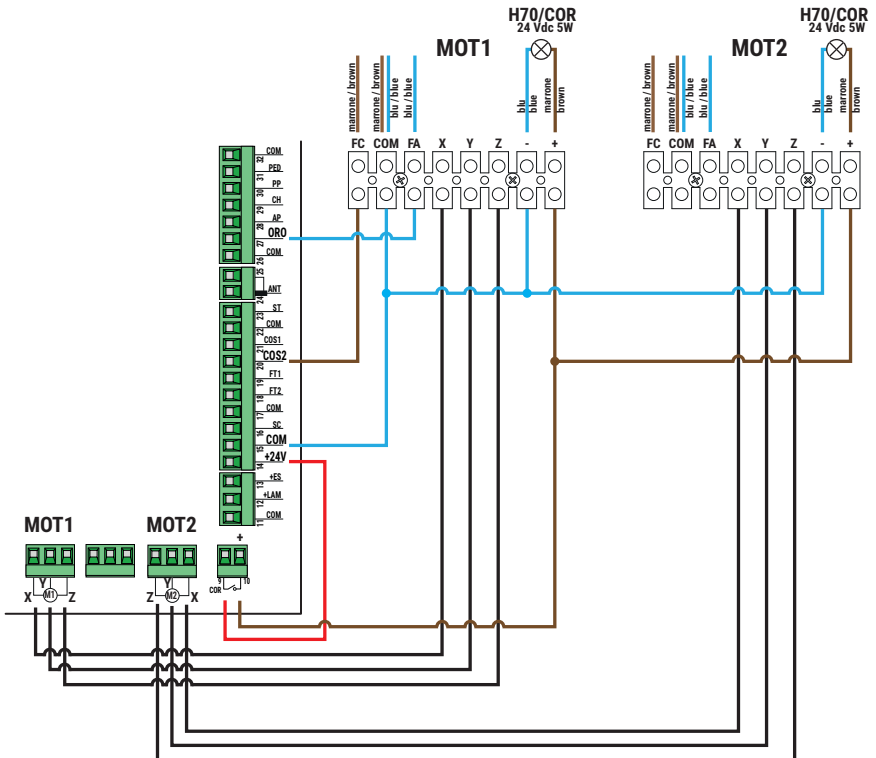 H70/COR
24 Vdc 5W
MOT1
H70/COR
24 Vdc 5W
MOT2
marrone / brown
marrone / brown
blu / blue
blu / blue
blu
blue
marrone
brown
marrone / brown
marrone / brown
blu / blue
blu / blue
blu
blue
marrone
brown
FC COM FA X Y Z - +
FC COM FA X Y Z - +
COM
32
PED
31
PP
30
CH
29
AP
28
ORO
27
COM
26
25
ANT
24
ST
23
COM
22
COS1
21
COS2
20
FT1
19
FT2
18
COM
17
SC
16
COM
15
+24V
14
+ES
13
+LAM
12
COM
11
MOT1
MOT2
+
X Y M1 Z
Z Y M2 X
9 10
COR